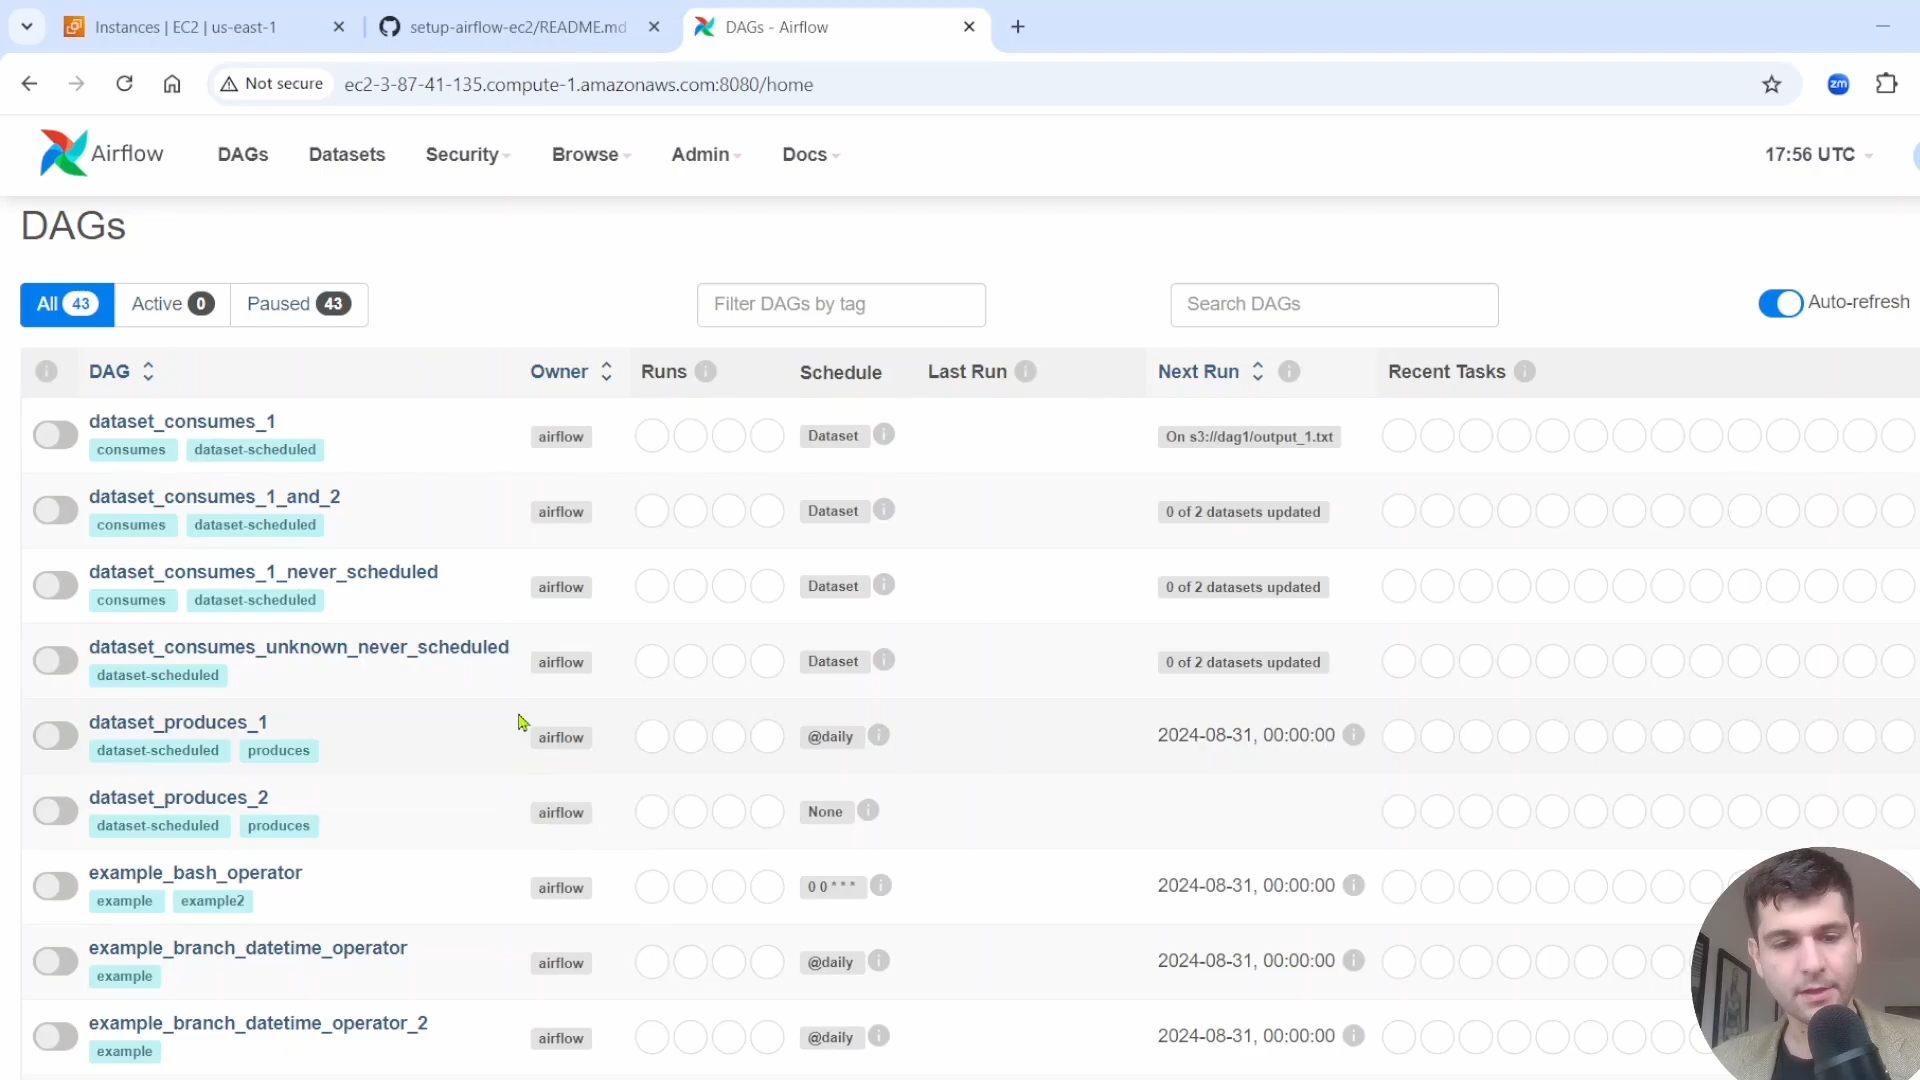 Instances | EC2 | us-east-1
setup-airflow-ec2/README.md
DAGs - Airflow
Not secure
ec2-3-87-41-135.compute-1.amazonaws.com:8080/home
zm
Airflow
DAGs
Datasets
Security
Browse
Admin
Docs
17:56 UTC
DAGs
All 43
Active 0
Paused 43
Filter DAGs by tag
Search DAGs
Auto-refresh
DAG Owner Runs Schedule Last Run Next Run Recent Tasks
dataset_consumes_1
consumes dataset-scheduled
airflow
Dataset
On s3://dag1/output_1.txt
dataset_consumes_1_and_2
consumes dataset-scheduled
airflow
Dataset
0 of 2 datasets updated
dataset_consumes_1_never_scheduled
consumes dataset-scheduled
airflow
Dataset
0 of 2 datasets updated
dataset_consumes_unknown_never_scheduled
dataset-scheduled
airflow
Dataset
0 of 2 datasets updated
dataset_produces_1
dataset-scheduled produces
airflow
@daily
2024-08-31, 00:00:00
dataset_produces_2
dataset-scheduled produces
airflow
None
example_bash_operator
example example2
airflow
0 0 * * *
2024-08-31, 00:00:00
example_branch_datetime_operator
example
airflow
@daily
2024-08-31, 00:00:00
example_branch_datetime_operator_2
example
airflow
@daily
2024-08-31, 00:00:00